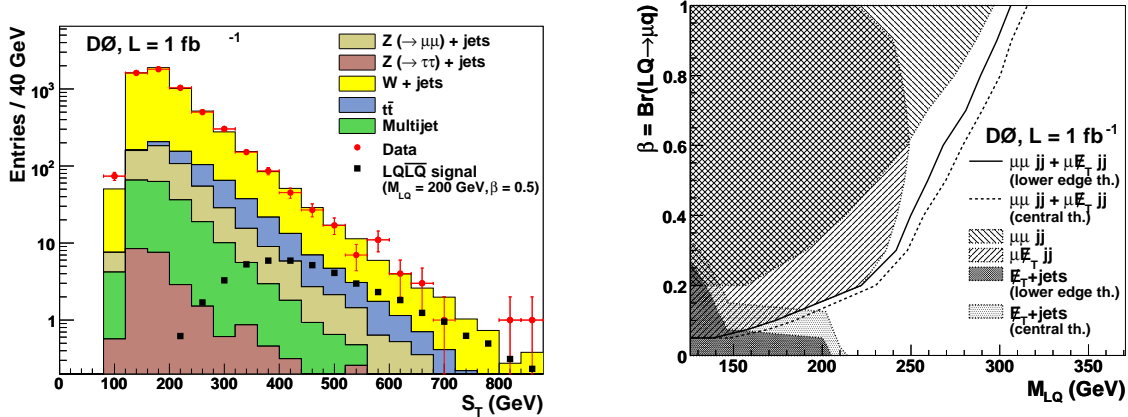 DØ, L = 1 fb⁻¹
Z (→ μμ) + jets
Z (→ ττ) + jets
W + jets
tt̄
Multijet
Data
LQL̅Q̅ signal
(M_LQ = 200 GeV, β = 0.5)
Entries / 40 GeV
10³
10²
10
1
0 100 200 300 400 500 600 700 800
S_T (GeV)
β = Br(LQ→μq)
1
0.8
0.6
0.4
0.2
0
DØ, L = 1 fb⁻¹
μμ jj + μE̸_T jj
(lower edge th.)
μμ jj + μE̸_T jj
(central th.)
μμ jj
μE̸_T jj
E̸_T+jets
(lower edge th.)
E̸_T+jets
(central th.)
150 200 250 300 350
M_LQ (GeV)